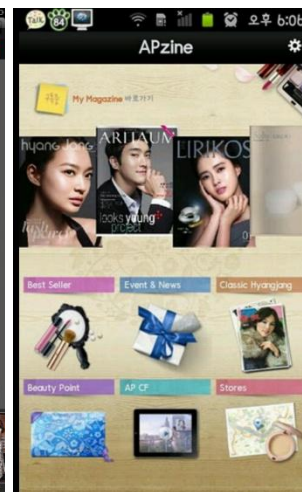 TALK
84
오후 6:06
APzine
My Magazine 바로가기
hyang Jang
ARITAUM
LIRIKOS
looks young
project
Best Seller
Event & News
Classic Hyangjang
Beauty Point
AP CF
Stores